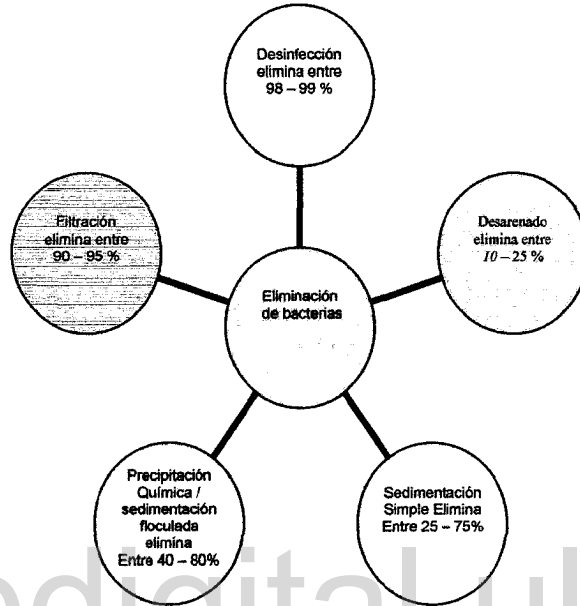 Desinfección
elimina entre
98 – 99 %
Filtración
elimina entre
90 – 95 %
Desarenado
elimina entre
10 – 25 %
Eliminación
de bacterias
Precipitación
Química /
sedimentación
floculada
elimina
Entre 40 – 80%
Sedimentación
Simple Elimina
Entre 25 – 75%